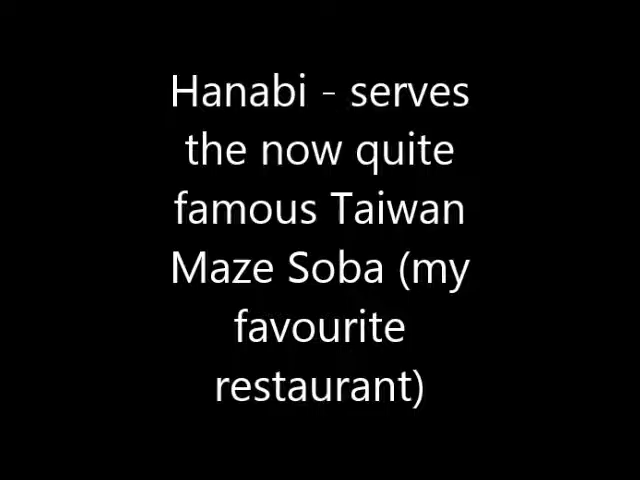 Hanabi - serves
the now quite
famous Taiwan
Maze Soba (my
favourite
restaurant)